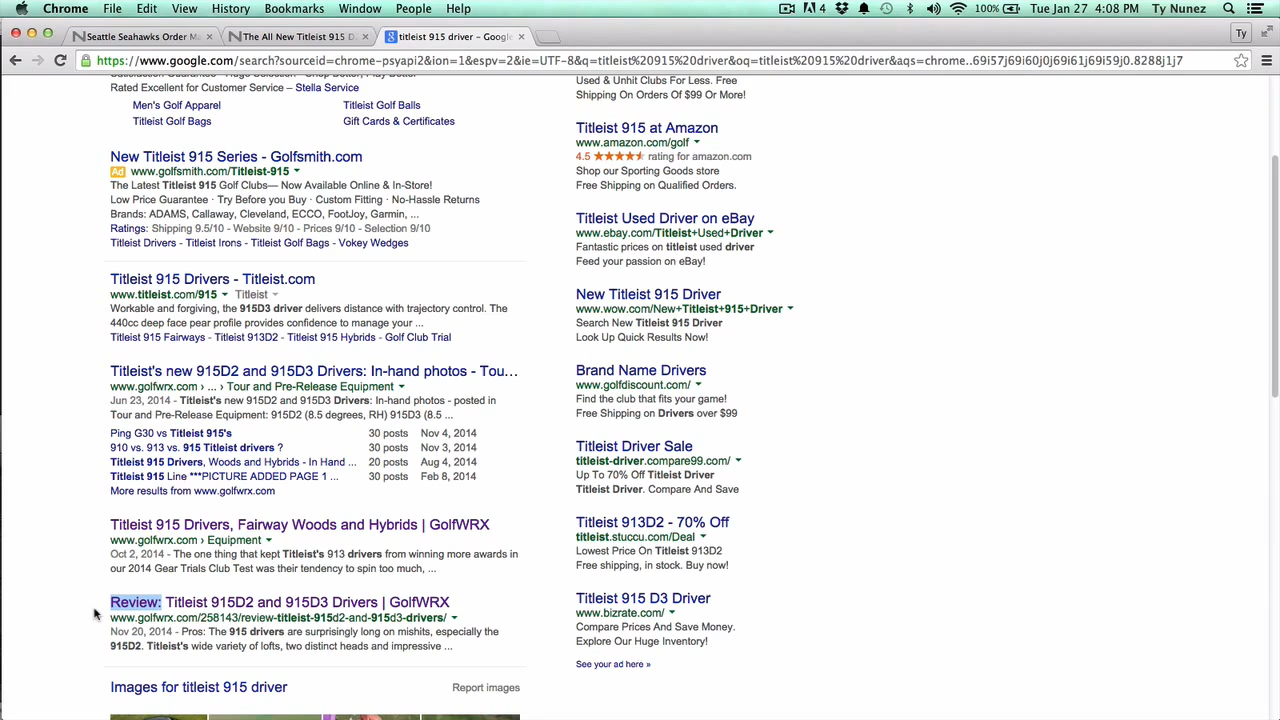 Chrome File Edit View History Bookmarks Window People Help 4 100% Tue Jan 27 4:08 PM Ty Nunez
Seattle Seahawks Order M
The All New Titleist 915 D
titleist 915 driver – Google
Ty
https://www.google.com/search?sourceid=chrome-psyapi2&ion=1&espv=2&ie=UTF-8&q=titleist%20915%20driver&oq=titleist%20915%20driver&aqs=chrome..69i57j69i60j0j69i61j69i59j0.8288j1j7
Rated Excellent for Customer Service – Stella Service
Men's Golf Apparel Titleist Golf Balls
Titleist Golf Bags Gift Cards & Certificates
New Titleist 915 Series - Golfsmith.com
Ad www.golfsmith.com/Titleist-915
The Latest Titleist 915 Golf Clubs— Now Available Online & In-Store!
Low Price Guarantee · Try Before you Buy · Custom Fitting · No-Hassle Returns
Brands: ADAMS, Callaway, Cleveland, ECCO, FootJoy, Garmin, ...
Ratings: Shipping 9.5/10 - Website 9/10 - Prices 9/10 - Selection 9/10
Titleist Drivers - Titleist Irons - Titleist Golf Bags - Vokey Wedges
Titleist 915 Drivers - Titleist.com
www.titleist.com/915 Titleist
Workable and forgiving, the 915D3 driver delivers distance with trajectory control. The
440cc deep face pear profile provides confidence to manage your ...
Titleist 915 Fairways - Titleist 913D2 - Titleist 915 Hybrids - Golf Club Trial
Titleist's new 915D2 and 915D3 Drivers: In-hand photos - Tou...
www.golfwrx.com › ... › Tour and Pre-Release Equipment
Jun 23, 2014 - Titleist's new 915D2 and 915D3 Drivers: In-hand photos - posted in
Tour and Pre-Release Equipment: 915D2 (8.5 degrees, RH) 915D3 (8.5 ...
Ping G30 vs Titleist 915's 30 posts Nov 4, 2014
910 vs. 913 vs. 915 Titleist drivers ? 30 posts Nov 3, 2014
Titleist 915 Drivers, Woods and Hybrids - In Hand ... 20 posts Aug 4, 2014
Titleist 915 Line ***PICTURE ADDED PAGE 1 ... 30 posts Feb 8, 2014
More results from www.golfwrx.com
Titleist 915 Drivers, Fairway Woods and Hybrids | GolfWRX
www.golfwrx.com › Equipment
Oct 2, 2014 - The one thing that kept Titleist's 913 drivers from winning more awards in
our 2014 Gear Trials Club Test was their tendency to spin too much, ...
Review: Titleist 915D2 and 915D3 Drivers | GolfWRX
www.golfwrx.com/258143/review-titleist-915d2-and-915d3-drivers/
Nov 20, 2014 - Pros: The 915 drivers are surprisingly long on mishits, especially the
915D2. Titleist's wide variety of lofts, two distinct heads and impressive ...
Images for titleist 915 driver Report images
Used & Unhit Clubs For Less. Free
Shipping On Orders Of $99 Or More!
Titleist 915 at Amazon
www.amazon.com/golf
4.5 ★★★★★ rating for amazon.com
Shop our Sporting Goods store
Free Shipping on Qualified Orders.
Titleist Used Driver on eBay
www.ebay.com/Titleist+Used+Driver
Fantastic prices on titleist used driver
Feed your passion on eBay!
New Titleist 915 Driver
www.wow.com/New+Titleist+915+Driver
Search New Titleist 915 Driver
Look Up Quick Results Now!
Brand Name Drivers
www.golfdiscount.com/
Find the club that fits your game!
Free Shipping on Drivers over $99
Titleist Driver Sale
titleist-driver.compare99.com/
Up To 70% Off Titleist Driver
Titleist Driver. Compare And Save
Titleist 913D2 - 70% Off
titleist.stuccu.com/Deal
Lowest Price On Titleist 913D2
Free shipping, in stock. Buy now!
Titleist 915 D3 Driver
www.bizrate.com/
Compare Prices And Save Money.
Explore Our Huge Inventory!
See your ad here »